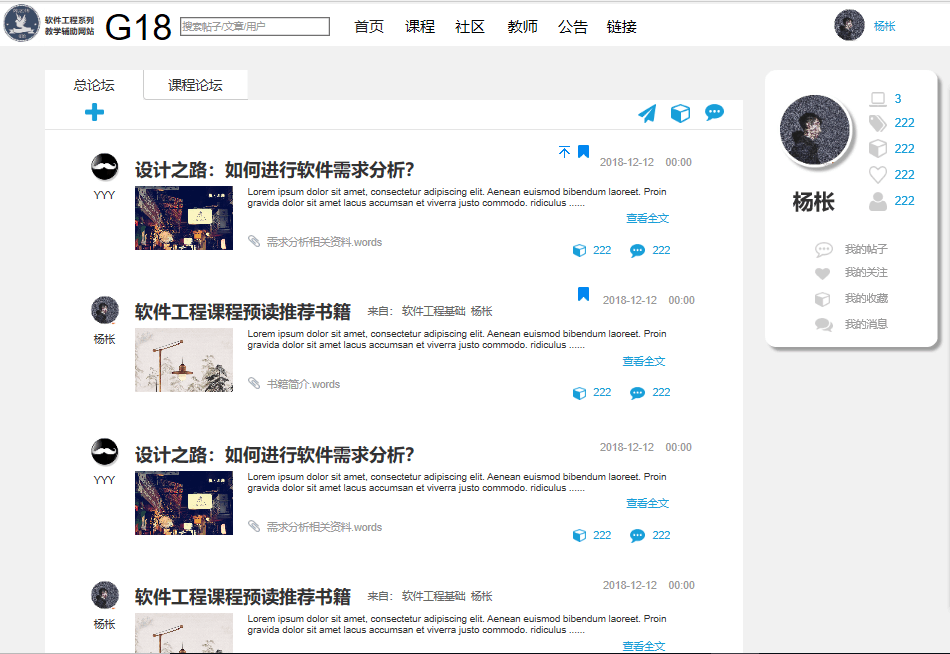 软件工程系列
教学辅助网站
G18
搜索帖子/文章/用户
首页 课程 社区 教师 公告 链接
杨枨
总论坛 课程论坛
YYY
设计之路：如何进行软件需求分析?
2018-12-12 00:00
Lorem ipsum dolor sit amet, consectetur adipiscing elit. Aenean euismod bibendum laoreet. Proin
gravida dolor sit amet lacus accumsan et viverra justo commodo. ridiculus ......
查看全文
需求分析相关资料.words
222 222
杨枨
软件工程课程预读推荐书籍 来自： 软件工程基础 杨枨
2018-12-12 00:00
Lorem ipsum dolor sit amet, consectetur adipiscing elit. Aenean euismod bibendum laoreet. Proin
gravida dolor sit amet lacus accumsan et viverra justo commodo. ridiculus ......
查看全文
书籍简介.words
222 222
YYY
设计之路：如何进行软件需求分析?
2018-12-12 00:00
Lorem ipsum dolor sit amet, consectetur adipiscing elit. Aenean euismod bibendum laoreet. Proin
gravida dolor sit amet lacus accumsan et viverra justo commodo. ridiculus ......
查看全文
需求分析相关资料.words
222 222
杨枨
软件工程课程预读推荐书籍 来自： 软件工程基础 杨枨
2018-12-12 00:00
Lorem ipsum dolor sit amet, consectetur adipiscing elit. Aenean euismod bibendum laoreet. Proin
gravida dolor sit amet lacus accumsan et viverra justo commodo. ridiculus ......
查看全文
3
222
222
222
222
杨枨
我的帖子
我的关注
我的收藏
我的消息